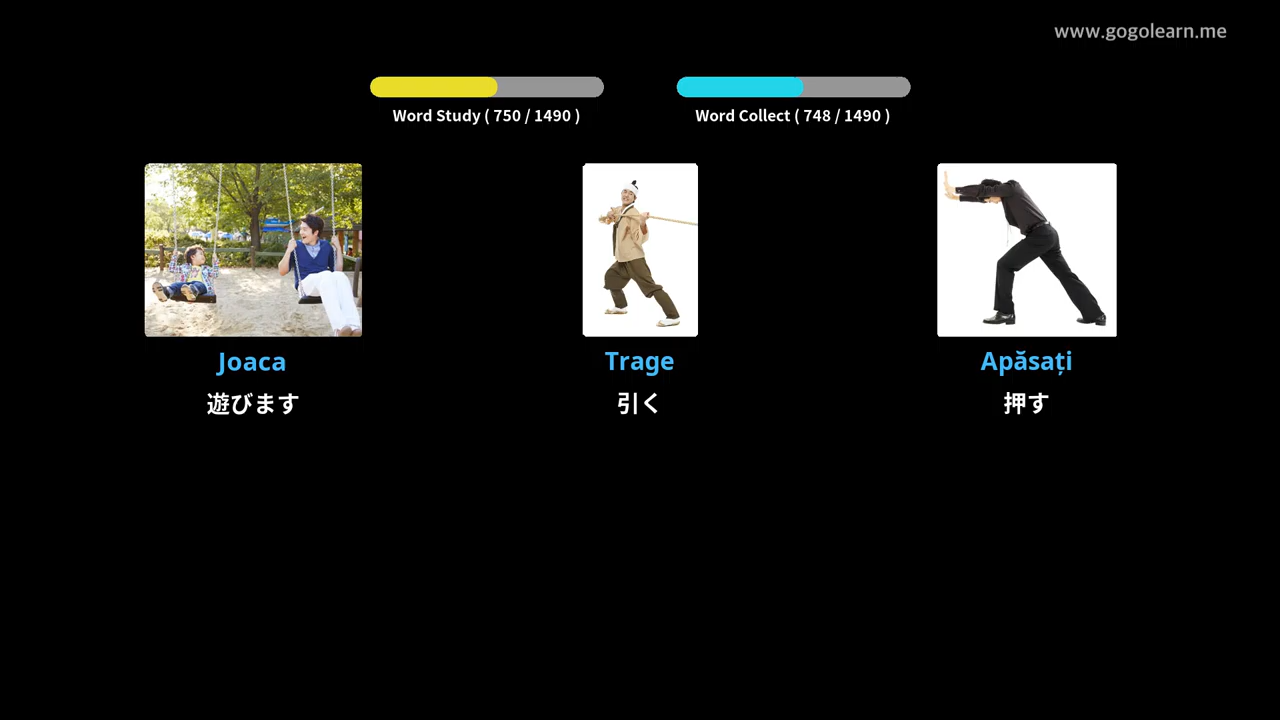 www.gogolearn.me
Word Study ( 750 / 1490 )
Word Collect ( 748 / 1490 )
Joaca
Trage
Apăsați
遊びます
引く
押す